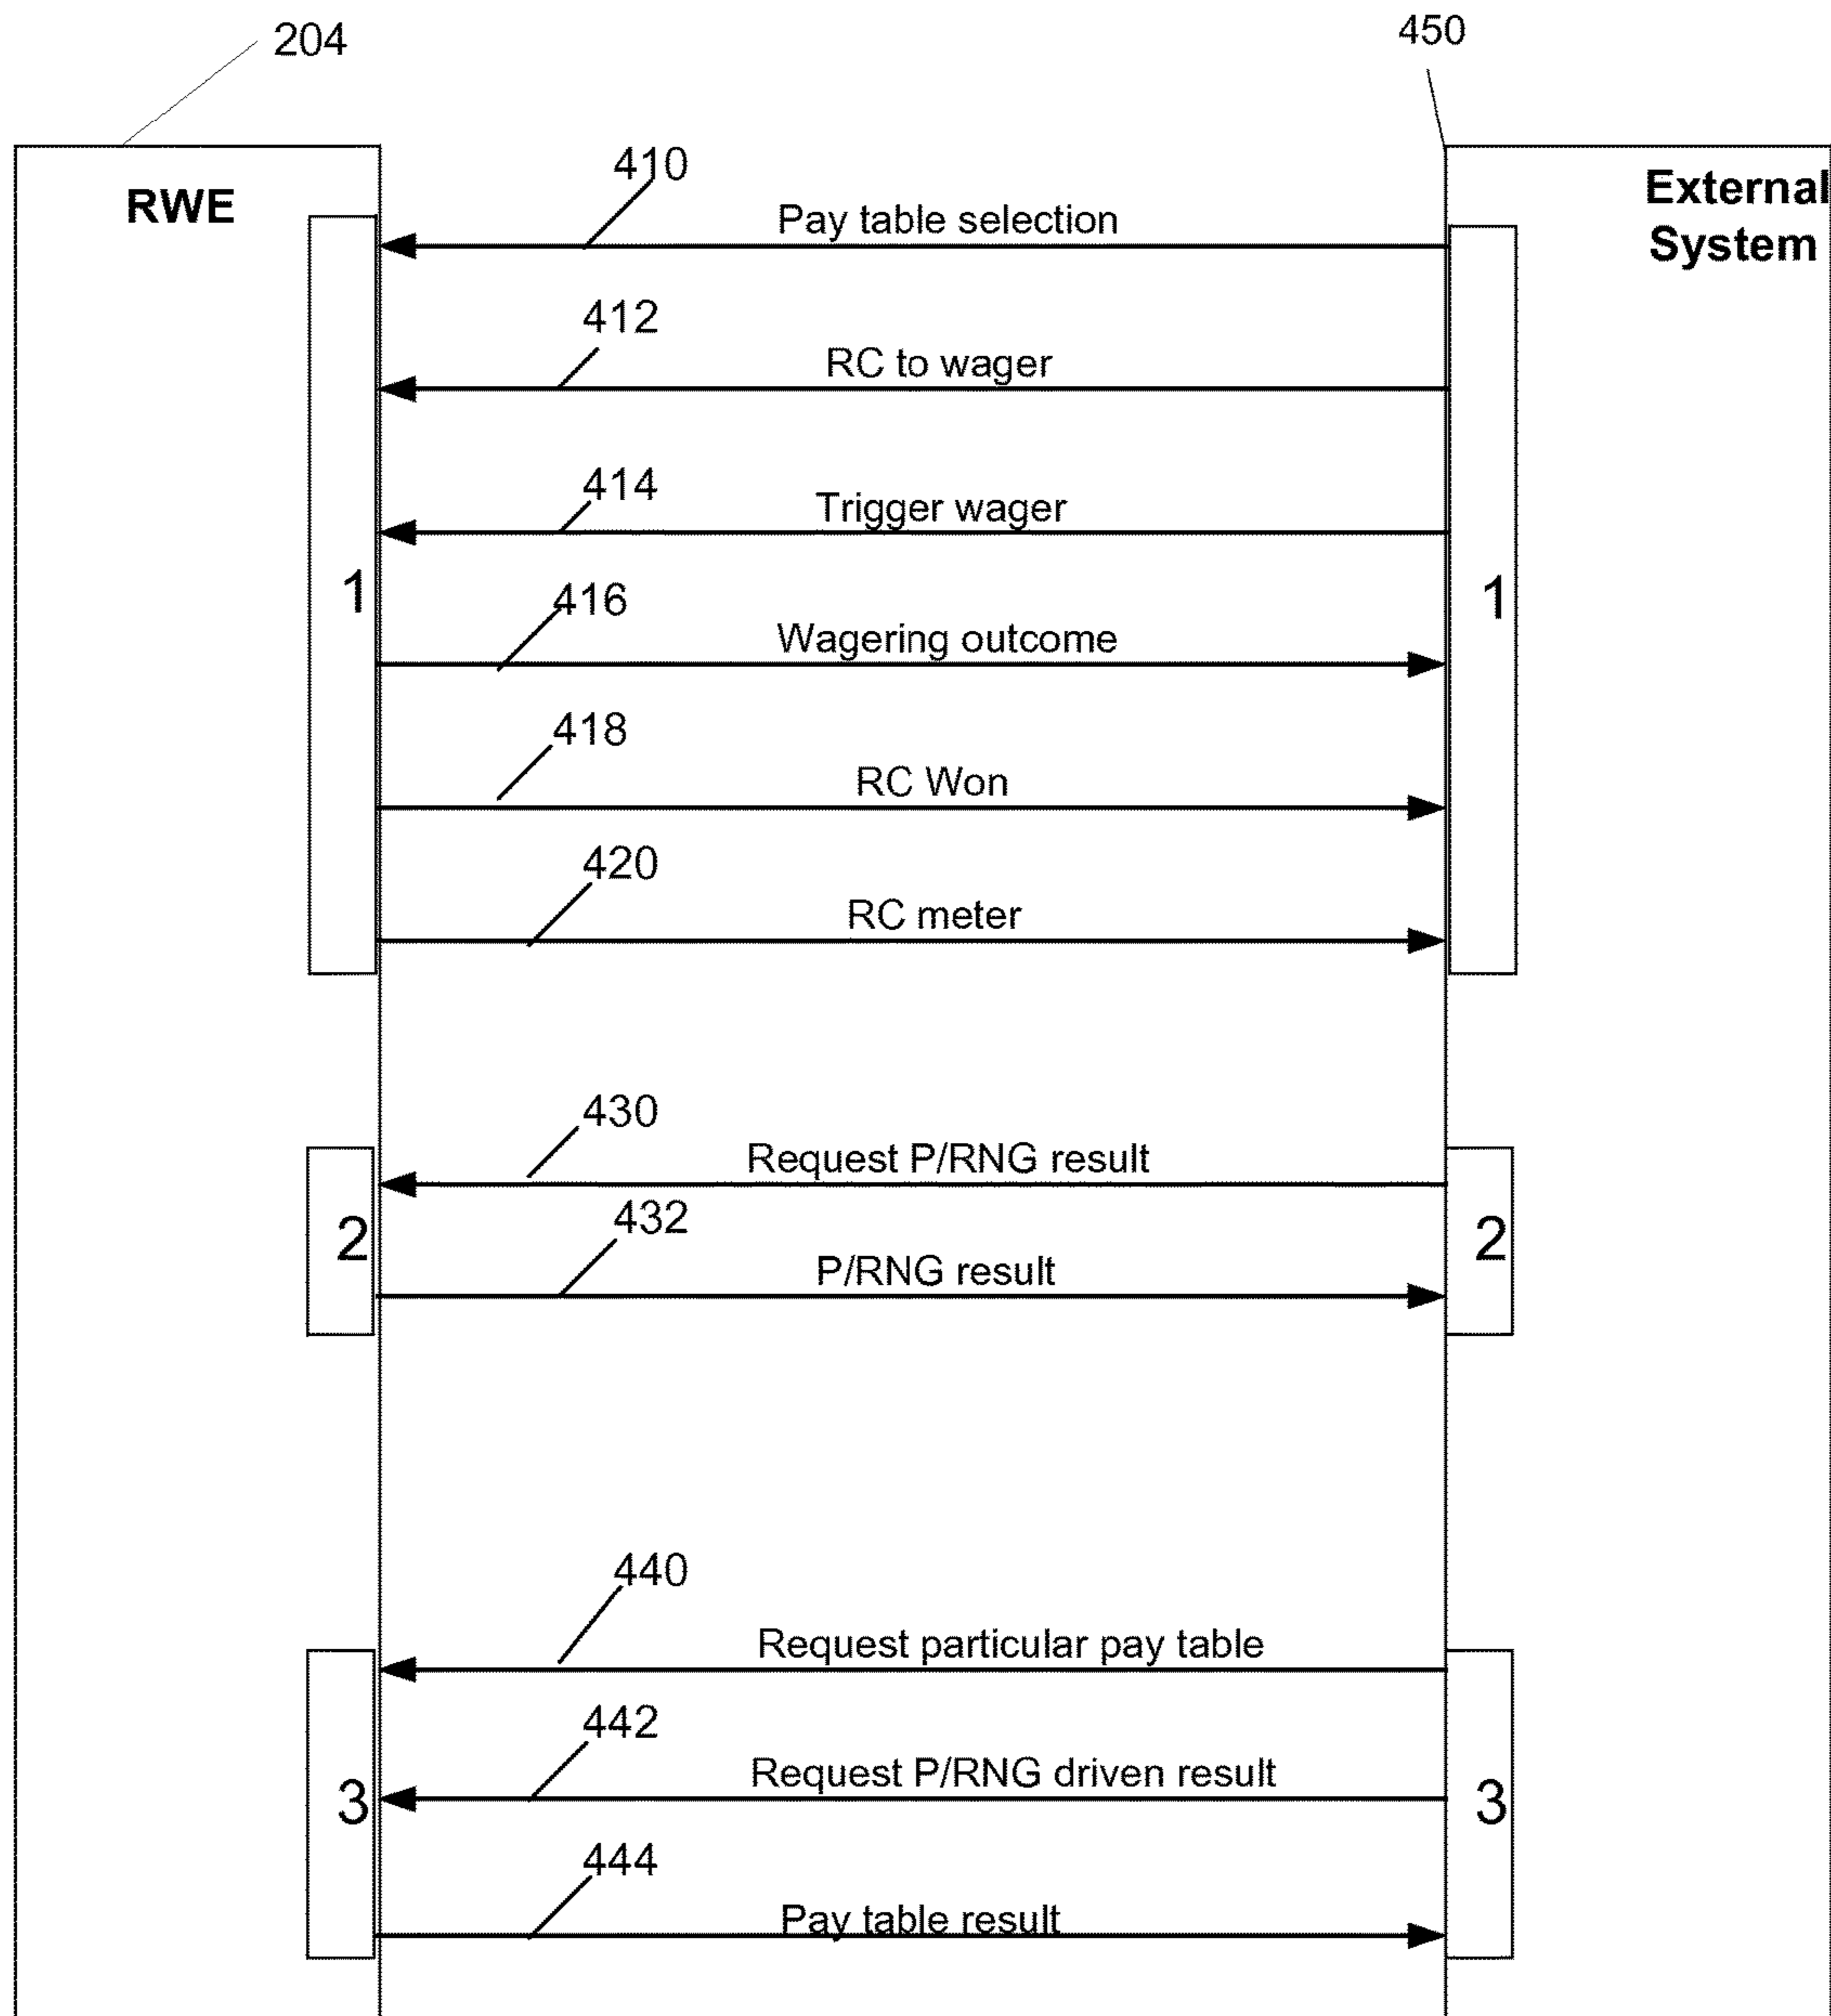 204
450
RWE
External
System
410
Pay table selection
412
RC to wager
414
Trigger wager
1
1
416
Wagering outcome
418
RC Won
420
RC meter
430
Request P/RNG result
2
2
432
P/RNG result
440
Request particular pay table
442
Request P/RNG driven result
3
3
444
Pay table result